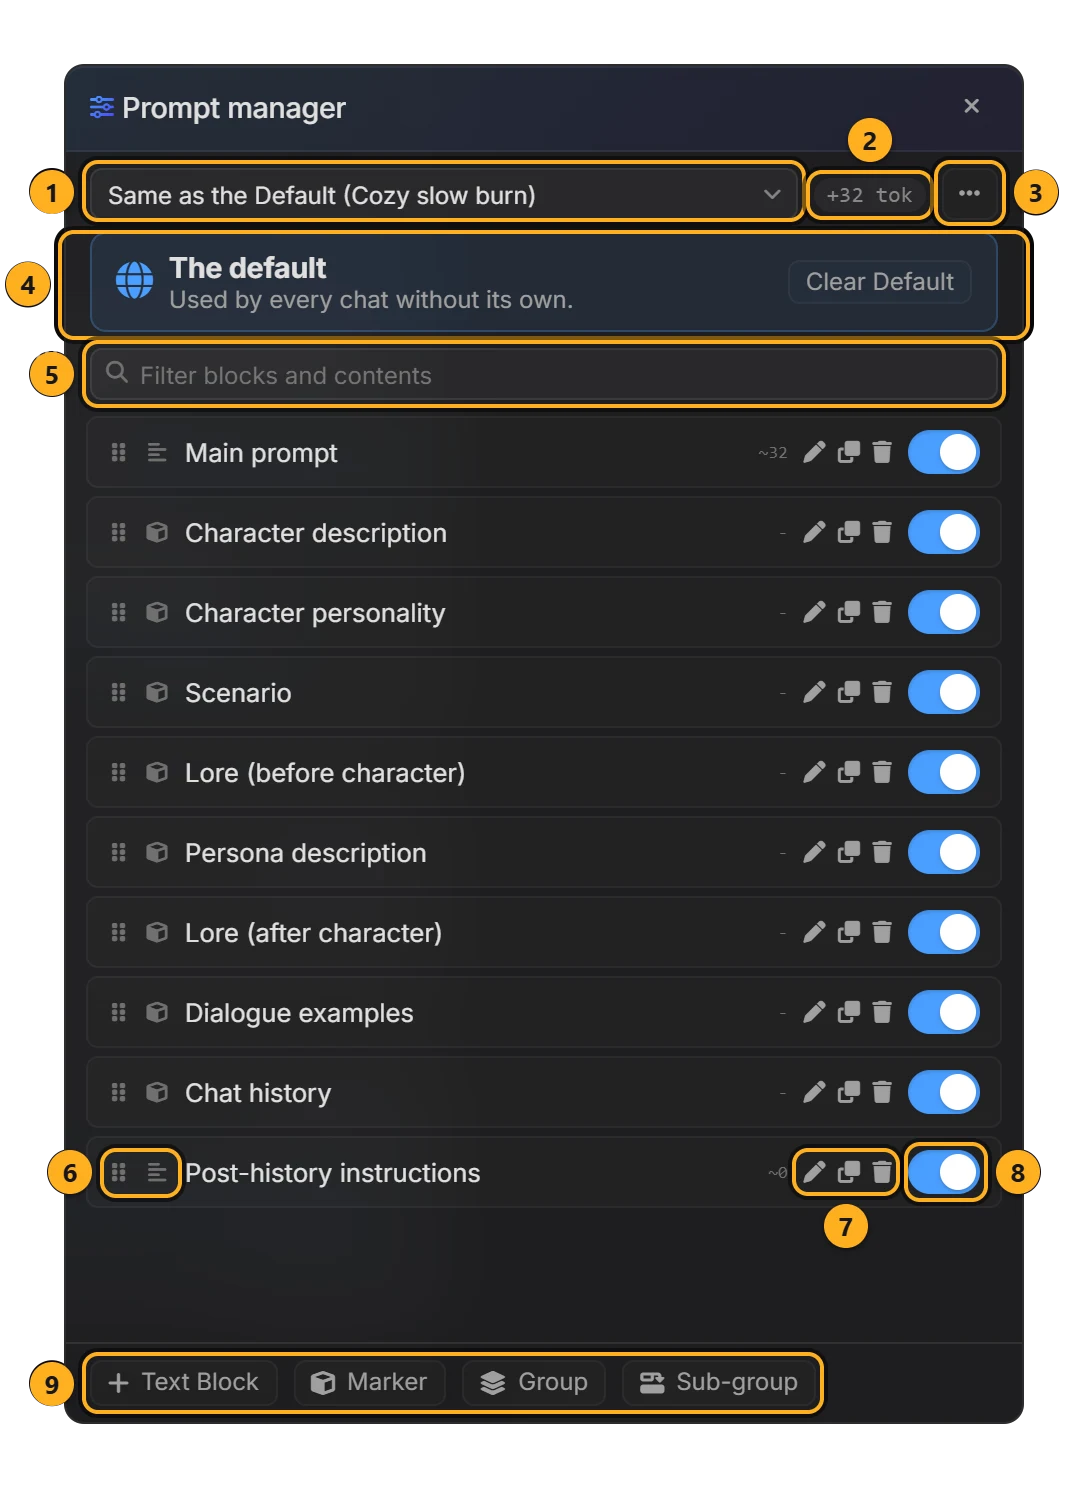 Prompt manager
2
1
Same as the Default (Cozy slow burn)
+32 tok
3
4
The default
Used by every chat without its own.
Clear Default
5
Filter blocks and contents
Main prompt
~32
Character description
-
Character personality
-
Scenario
-
Lore (before character)
-
Persona description
-
Lore (after character)
-
Dialogue examples
-
Chat history
-
6
Post-history instructions
~0
8
7
9
Text Block
Marker
Group
Sub-group